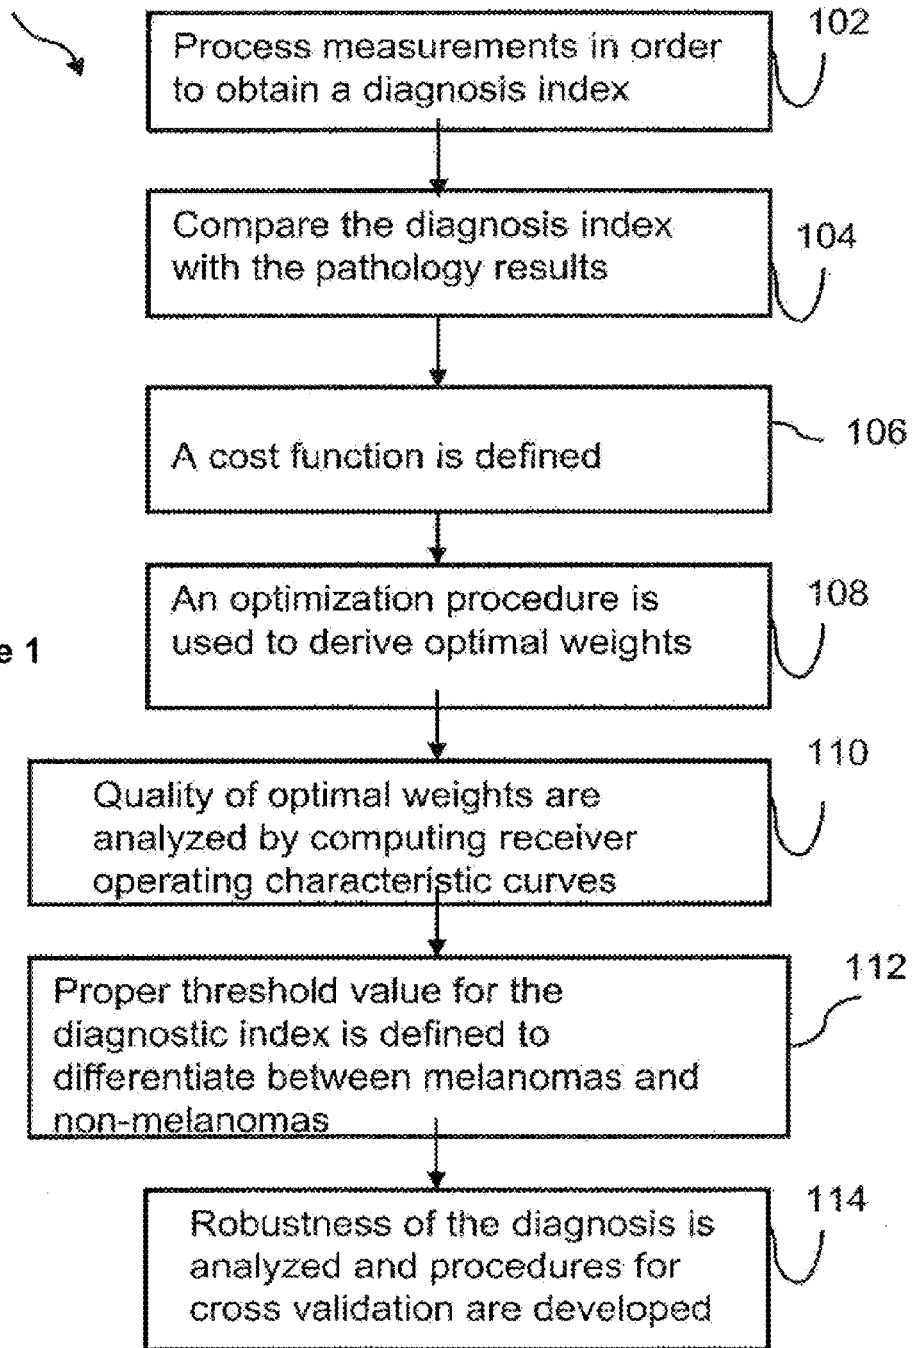 102
Process measurements in order
to obtain a diagnosis index
Compare the diagnosis index
with the pathology results
104
A cost function is defined
106
An optimization procedure is
used to derive optimal weights
108
e 1
Quality of optimal weights are
analyzed by computing receiver
operating characteristic curves
110
Proper threshold value for the
diagnostic index is defined to
differentiate between melanomas and
non-melanomas
112
Robustness of the diagnosis is
analyzed and procedures for
cross validation are developed
114